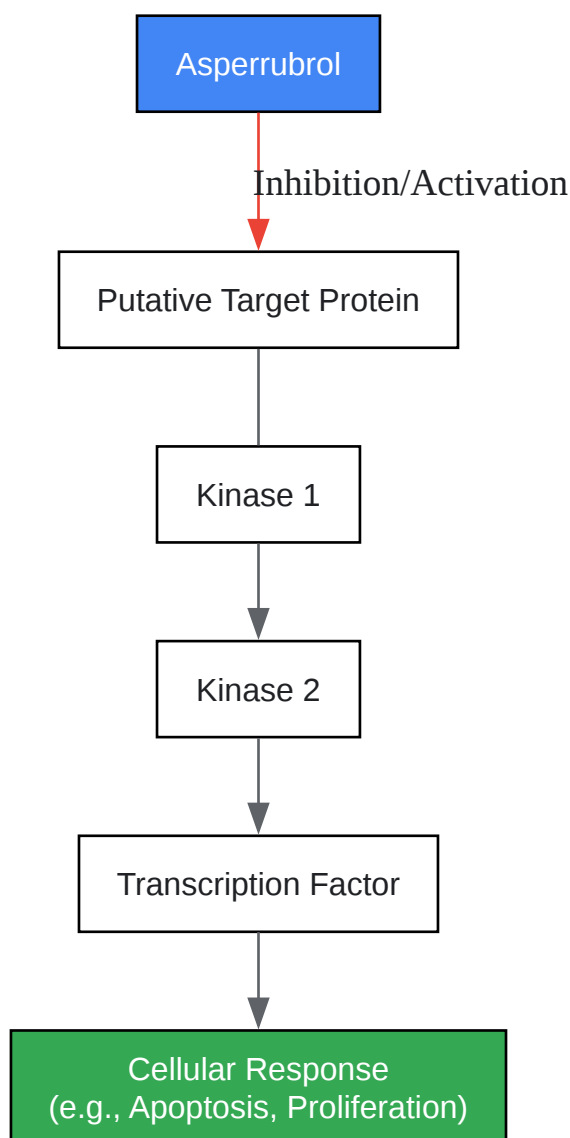 Asperrubrol
Inhibition/Activation
Putative Target Protein
Kinase 1
Kinase 2
Transcription Factor
Cellular Response
(e.g., Apoptosis, Proliferation)